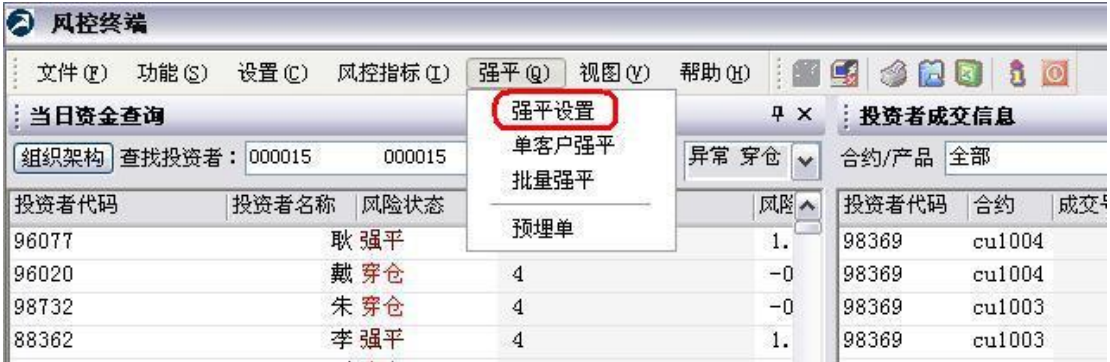 风控终端
文件(F) 功能(S) 设置(C) 风控指标(I) 强平(Q) 视图(V) 帮助(H)
强平设置
单客户强平
批量强平
预埋单
当日资金查询
组织架构 查找投资者: 000015 000015 异常 穿仓
投资者代码 投资者名称 风险状态 风险
96077 耿 强平 1.
96020 戴 穿仓 4 -0
98732 朱 穿仓 4 -0
88362 李 强平 4 1.
投资者成交信息
合约/产品 全部
投资者代码 合约 成交号
98369 cu1004
98369 cu1004
98369 cu1003
98369 cu1003